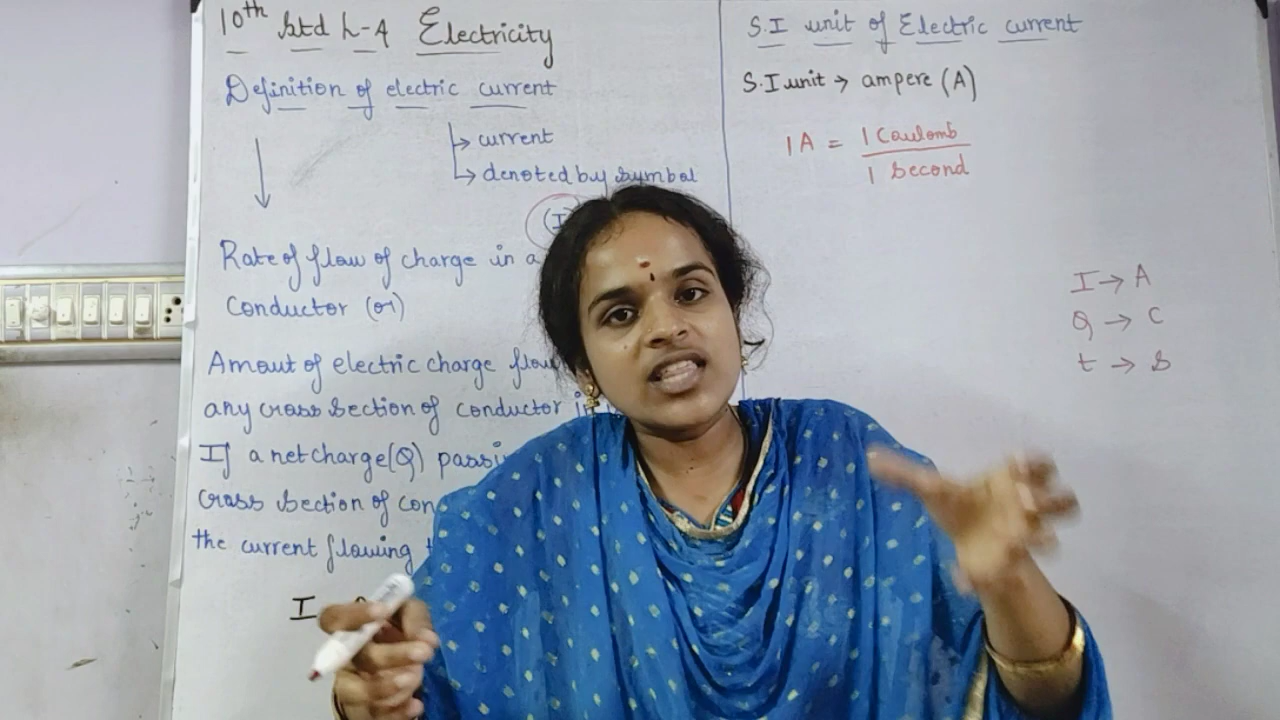 10th std L-4 Electricity
Definition of electric current
↳ current
↳ denoted by symbol
(I)
Rate of flow of charge in a
Conductor (or)
Amout of electric charge flow
any cross section of conductor in
If a net charge (Q) passi
cross section of con
the current flowing
I
S.I unit of Electric current
S.I unit → ampere (A)
1A = 1 Coulomb
1 Second
I → A
Q → C
t → s